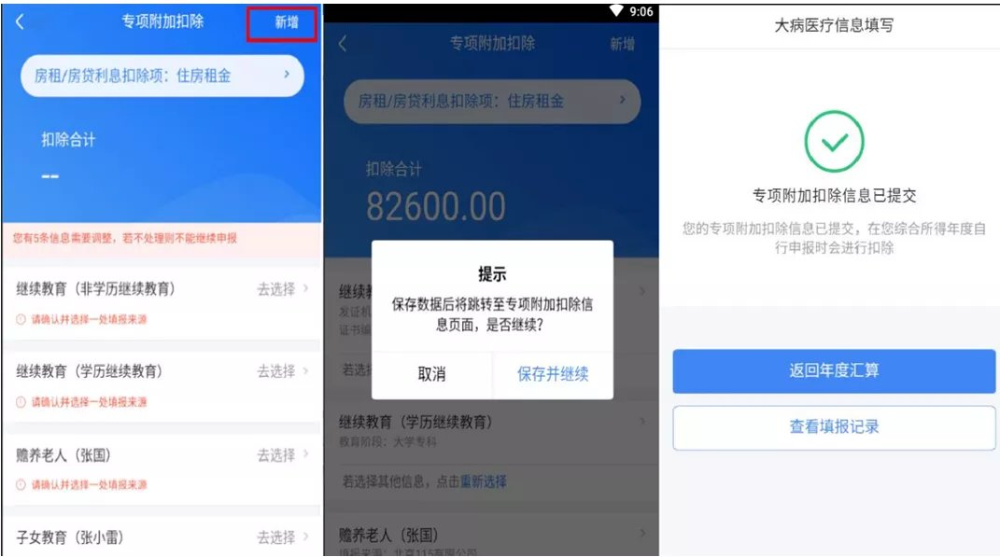 专项附加扣除
新增
房租/房贷利息扣除项：住房租金
扣除合计
--
您有5条信息需要调整，若不处理则不能继续申报
继续教育（非学历继续教育）
去选择
请确认并选择一处填报来源
继续教育（学历继续教育）
去选择
请确认并选择一处填报来源
赡养老人（张国）
去选择
请确认并选择一处填报来源
子女教育（张小雷）
去选择
9:06
专项附加扣除
新增
房租/房贷利息扣除项：住房租金
扣除合计
82600.00
继续
发证机
证书编
若选择
提示
保存数据后将跳转至专项附加扣除信
息页面，是否继续？
取消
保存并继续
继续教育（学历继续教育）
教育阶段：大学专科
若选择其他信息，点击重新选择
赡养老人（张国）
填报来源：北京115有限公司
大病医疗信息填写
专项附加扣除信息已提交
您的专项附加扣除信息已提交，在您综合所得年度自
行申报时会进行扣除
返回年度汇算
查看填报记录